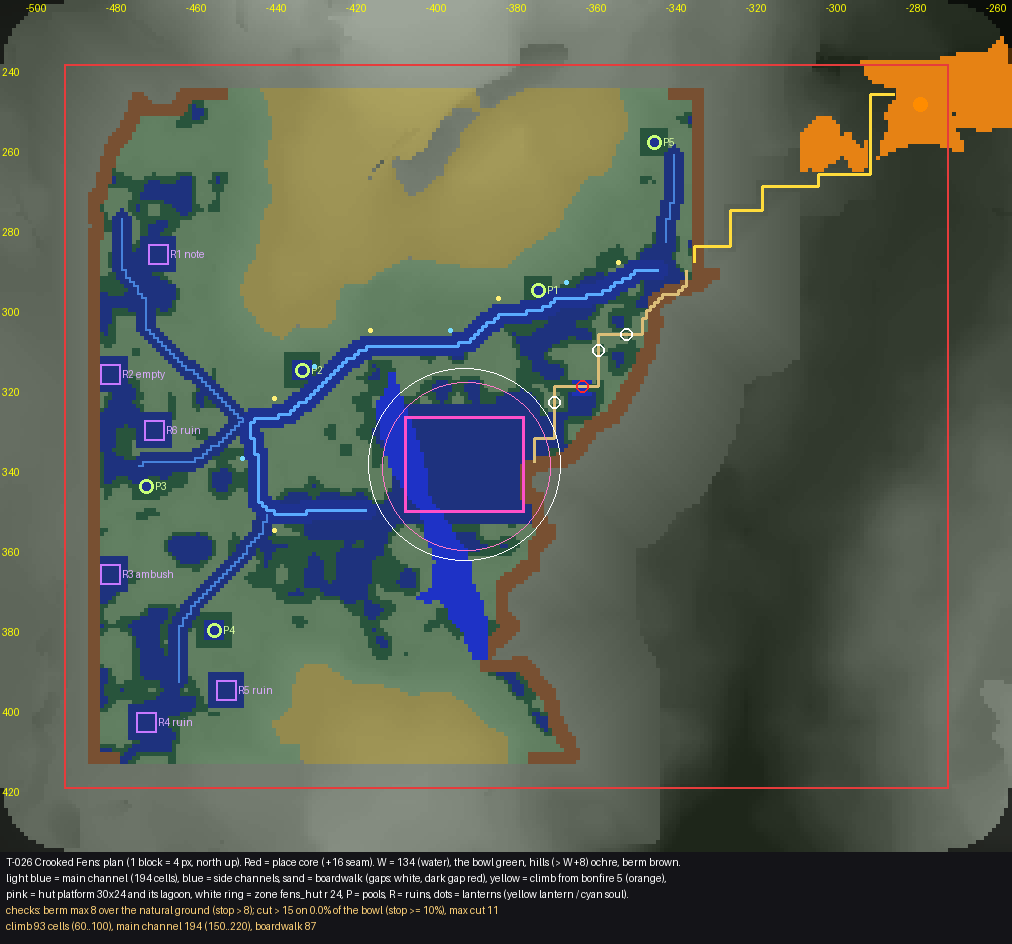 -500 -480 -460 -440 -420 -400 -380 -360 -340 -320 -300 -280 -260
240
260
P5
R1 note
280
P1
300
P2
R2 empty
320
R6 ruin
340
P3
360
R3 ambush
380
P4
R5 ruin
400
R4 ruin
420
T-026 Crooked Fens: plan (1 block = 4 px, north up). Red = place core (+16 seam). W = 134 (water), the bowl green, hills (> W+8) ochre, berm brown.
light blue = main channel (194 cells), blue = side channels, sand = boardwalk (gaps: white, dark gap red), yellow = climb from bonfire 5 (orange),
pink = hut platform 30x24 and its lagoon, white ring = zone fens_hut r 24, P = pools, R = ruins, dots = lanterns (yellow lantern / cyan soul).
checks: berm max 8 over the natural ground (stop > 8); cut > 15 on 0.0% of the bowl (stop >= 10%), max cut 11
climb 93 cells (60..100), main channel 194 (150..220), boardwalk 87